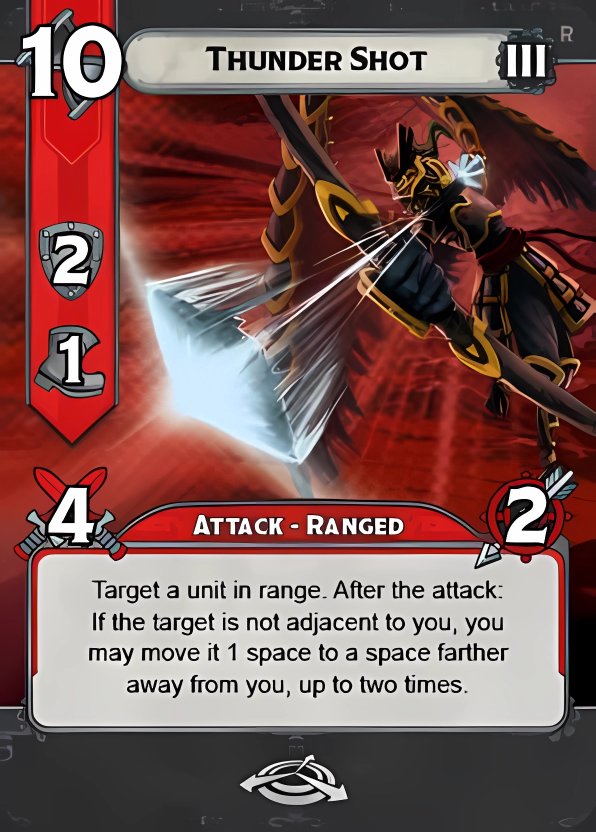 10
THUNDER SHOT
III
R
2
1
4
ATTACK - RANGED
2
Target a unit in range. After the attack:
If the target is not adjacent to you, you
may move it 1 space to a space farther
away from you, up to two times.